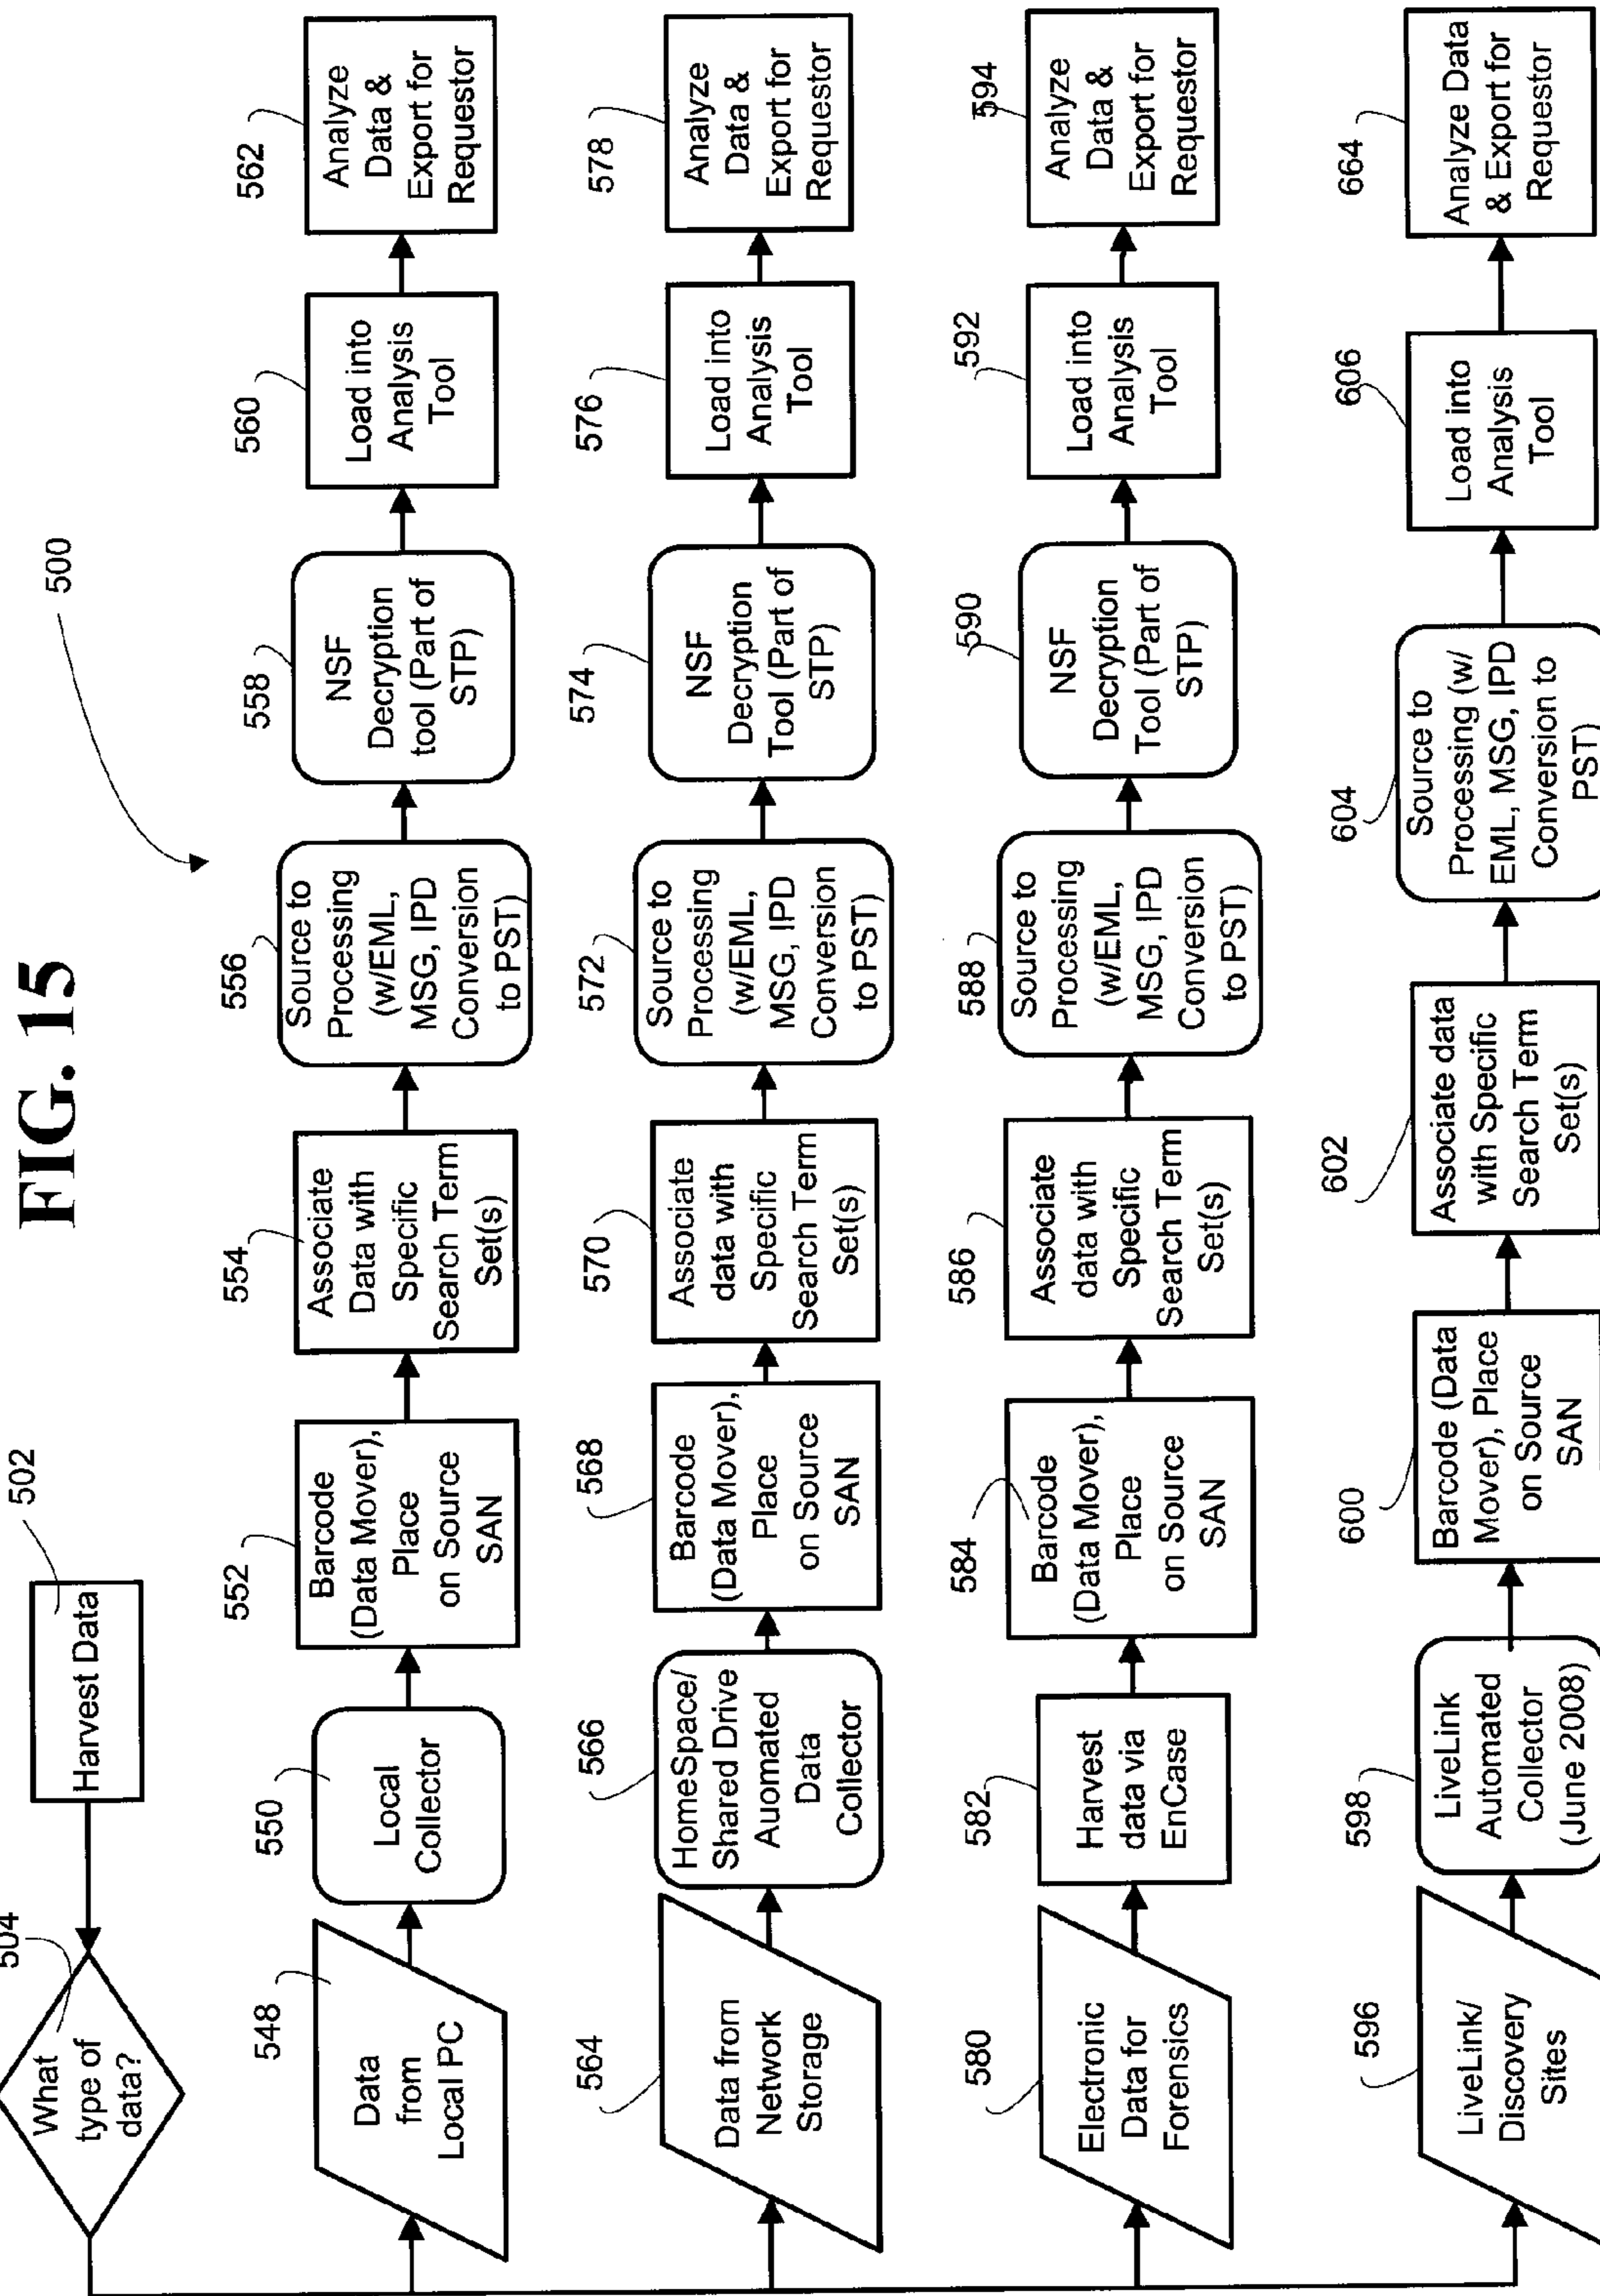 FIG. 15
500
502
Harvest Data
504
What
type of
data?
548
Data
from
Local PC
550
Local
Collector
552
Barcode
(Data Mover),
Place
on Source
SAN
554
Associate
Data with
Specific
Search Term
Set(s)
556
Source to
Processing
(w/EML,
MSG, IPD
Conversion
to PST)
558
NSF
Decryption
tool (Part of
STP)
560
Load into
Analysis
Tool
562
Analyze
Data &
Export for
Requestor
564
Data from
Network
Storage
566
HomeSpace/
Shared Drive
Auomated
Data
Collector
568
Barcode
(Data Mover),
Place
on Source
SAN
570
Associate
data with
Specific
Search Term
Set(s)
572
Source to
Processing
(w/EML,
MSG, IPD
Conversion
to PST)
574
NSF
Decryption
Tool (Part of
STP)
576
Load into
Analysis
Tool
578
Analyze
Data &
Export for
Requestor
580
Electronic
Data for
Forensics
582
Harvest
data via
EnCase
584
Barcode
(Data Mover),
Place
on Source
SAN
586
Associate
data with
Specific
Search Term
Set(s)
588
Source to
Processing
(w/EML,
MSG, IPD
Conversion
to PST)
590
NSF
Decryption
Tool (Part of
STP)
592
Load into
Analysis
Tool
594
Analyze
Data &
Export for
Requestor
596
LiveLink/
Discovery
Sites
598
LiveLink
Automated
Collector
(June 2008)
600
Barcode (Data
Mover), Place
on Source
SAN
602
Associate data
with Specific
Search Term
Set(s)
604
Source to
Processing (w/
EML, MSG, IPD
Conversion to
PST)
606
Load into
Analysis
Tool
664
Analyze Data
& Export for
Requestor